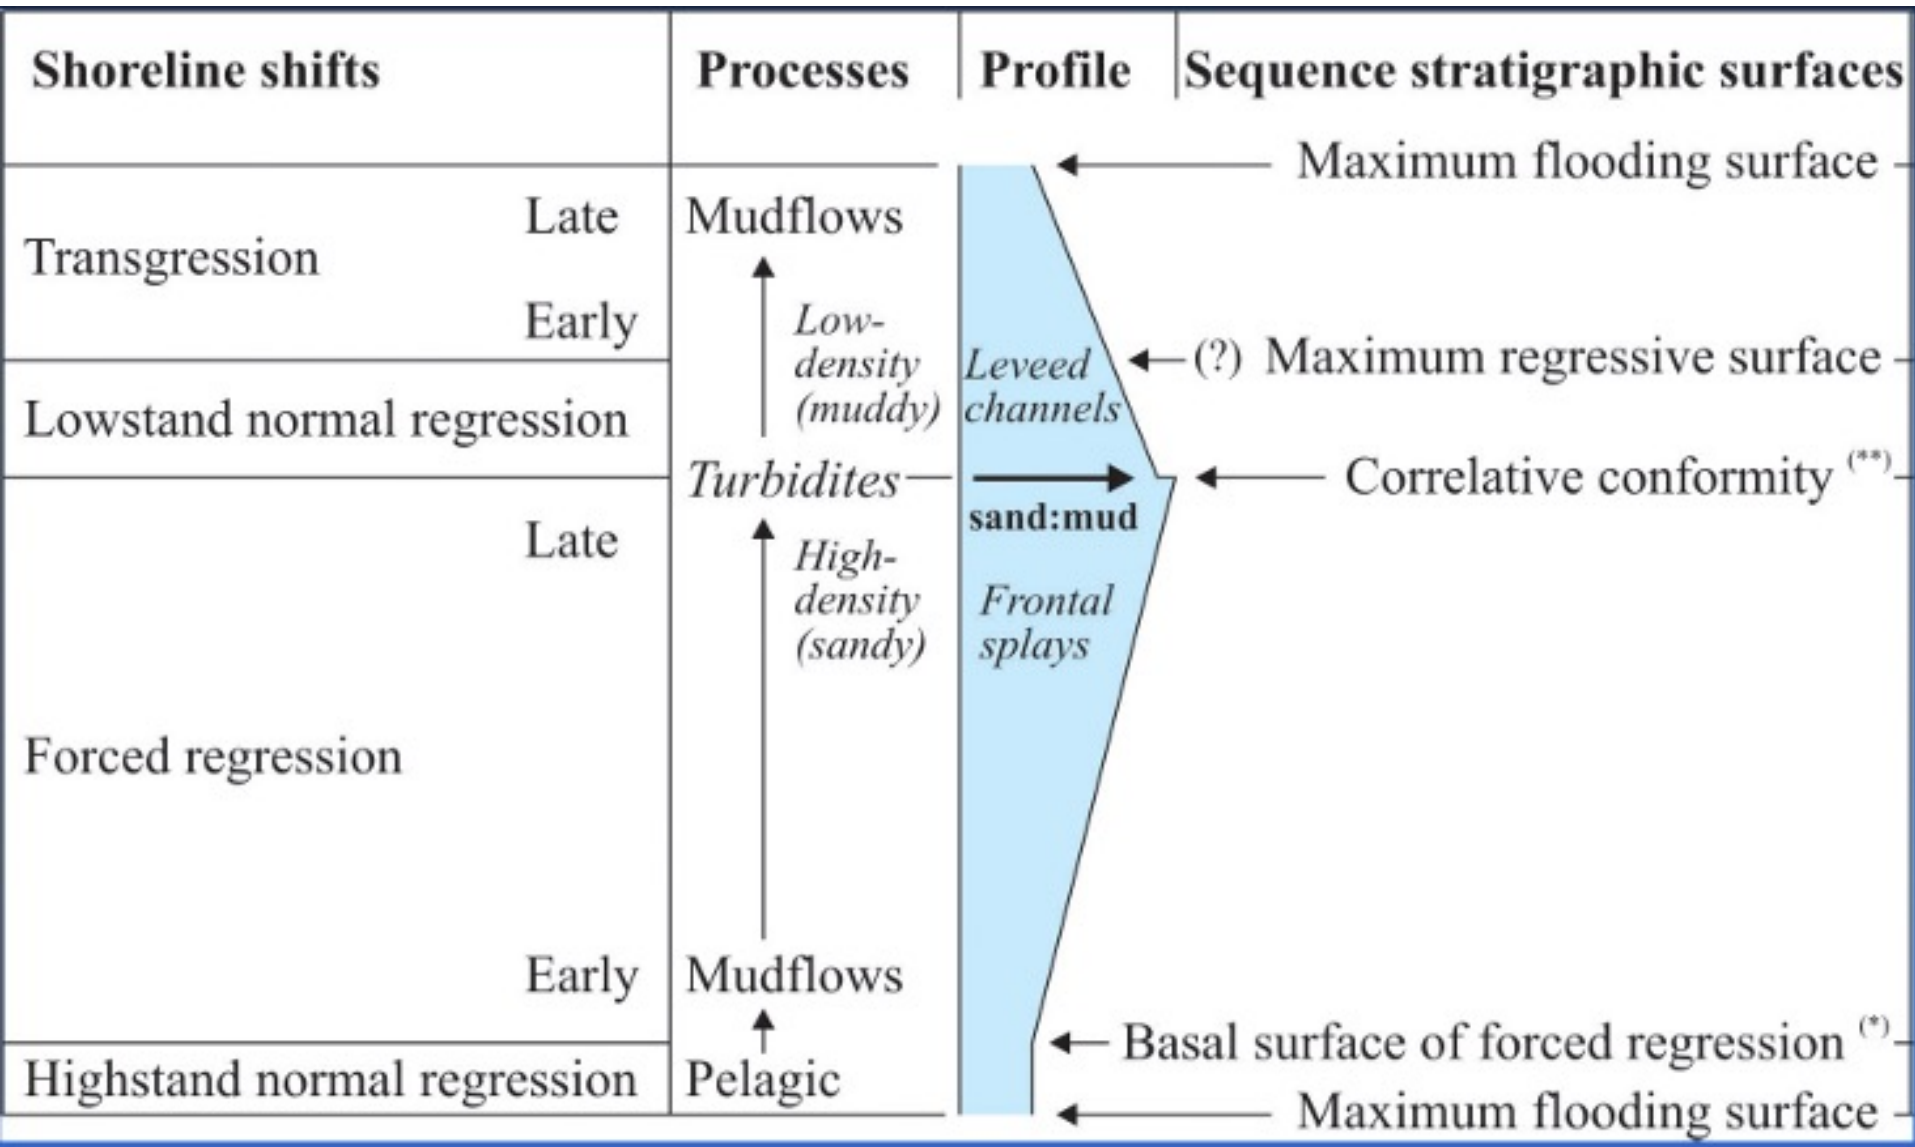 Shoreline shifts
Processes
Profile
Sequence stratigraphic surfaces
Maximum flooding surface
Late
Mudflows
Transgression
Early
Low-
density
(muddy)
Leveed
channels
(?) Maximum regressive surface
Lowstand normal regression
Turbidites
sand:mud
Correlative conformity (**)
Late
High-
density
(sandy)
Frontal
splays
Forced regression
Early
Mudflows
Basal surface of forced regression (*)
Highstand normal regression
Pelagic
Maximum flooding surface